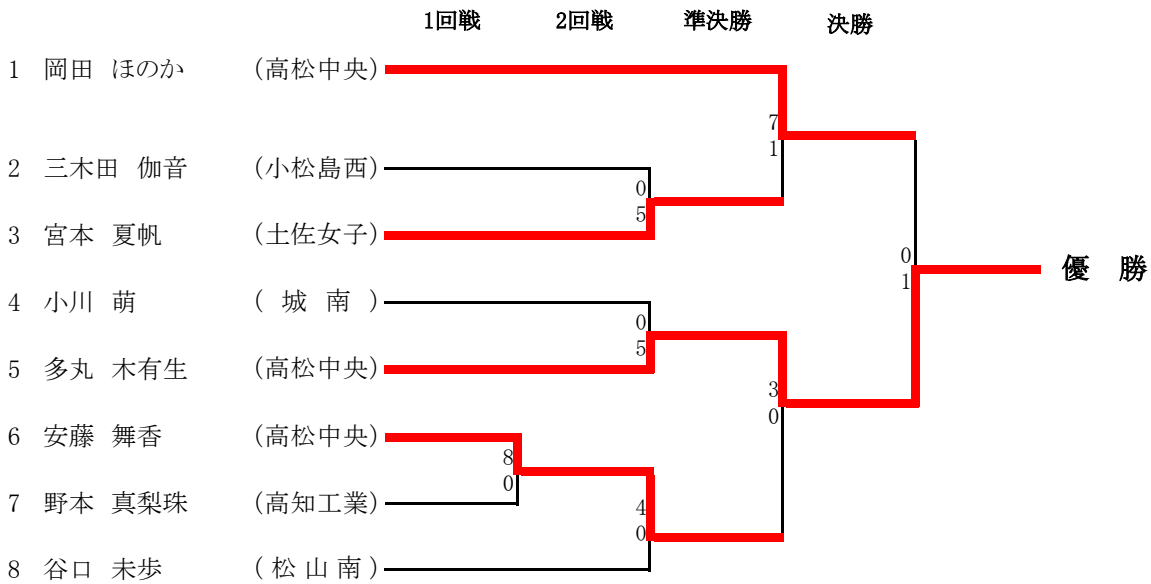 1回戦 2回戦 準決勝 決勝
1 岡田 ほのか (高松中央)
7
1
2 三木田 伽音 (小松島西)
0
5
3 宮本 夏帆 (土佐女子)
0
1
優 勝
4 小川 萌 ( 城 南 )
0
5
5 多丸 木有生 (高松中央)
3
0
6 安藤 舞香 (高松中央)
8
0
7 野本 真梨珠 (高知工業)
4
0
8 谷口 未歩 ( 松 山 南 )